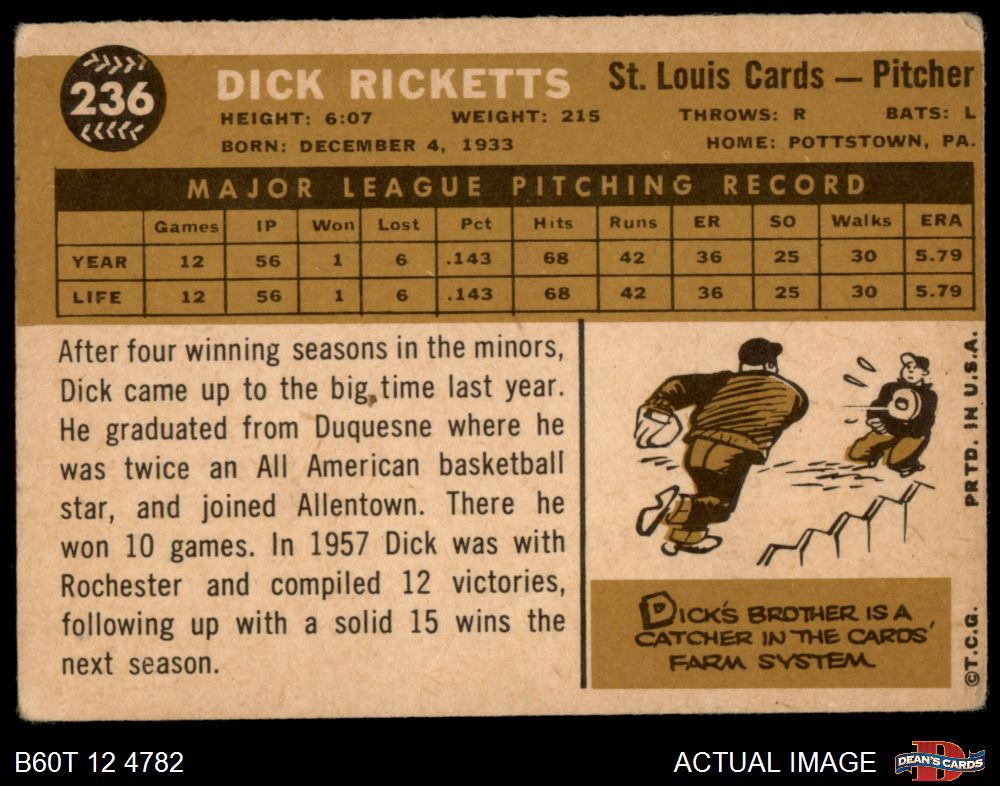 236
DICK RICKETTS
St. Louis Cards — Pitcher
HEIGHT: 6:07 WEIGHT: 215 THROWS: R BATS: L
BORN: DECEMBER 4, 1933 HOME: POTTSTOWN, PA.
MAJOR LEAGUE PITCHING RECORD
Games IP Won Lost Pct Hits Runs ER SO Walks ERA
YEAR 12 56 1 6 .143 68 42 36 25 30 5.79
LIFE 12 56 1 6 .143 68 42 36 25 30 5.79
After four winning seasons in the minors,
Dick came up to the big time last year.
He graduated from Duquesne where he
was twice an All American basketball
star, and joined Allentown. There he
won 10 games. In 1957 Dick was with
Rochester and compiled 12 victories,
following up with a solid 15 wins the
next season.
DICK'S BROTHER IS A
CATCHER IN THE CARDS'
FARM SYSTEM.
©T.C.G. PRTD. IN U.S.A.
B60T 12 4782
ACTUAL IMAGE
D
DEAN'S CARDS